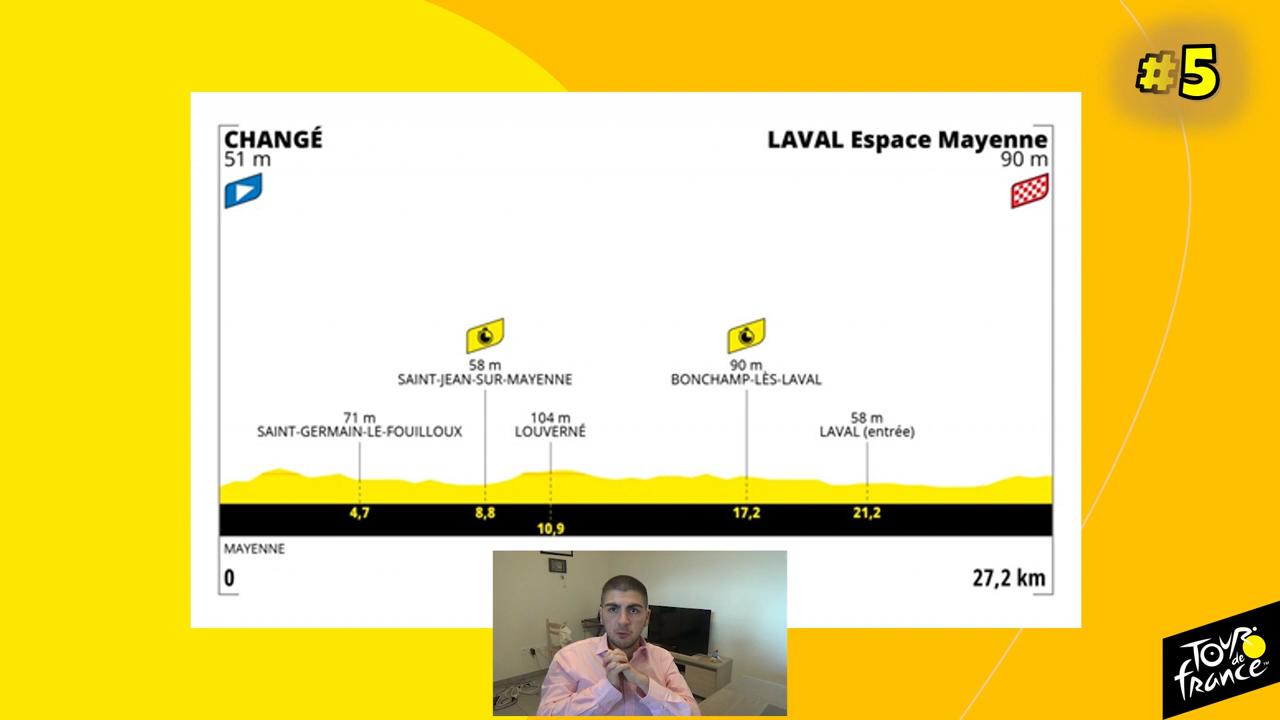 #5
CHANGÉ
51 m
LAVAL Espace Mayenne
90 m
58 m
SAINT-JEAN-SUR-MAYENNE
90 m
BONCHAMP-LÈS-LAVAL
71 m
SAINT-GERMAIN-LE-FOUILLOUX
104 m
LOUVERNÉ
58 m
LAVAL (entrée)
4,7
8,8
10,9
17,2
21,2
MAYENNE
0
27,2 km
TOUR
de
france